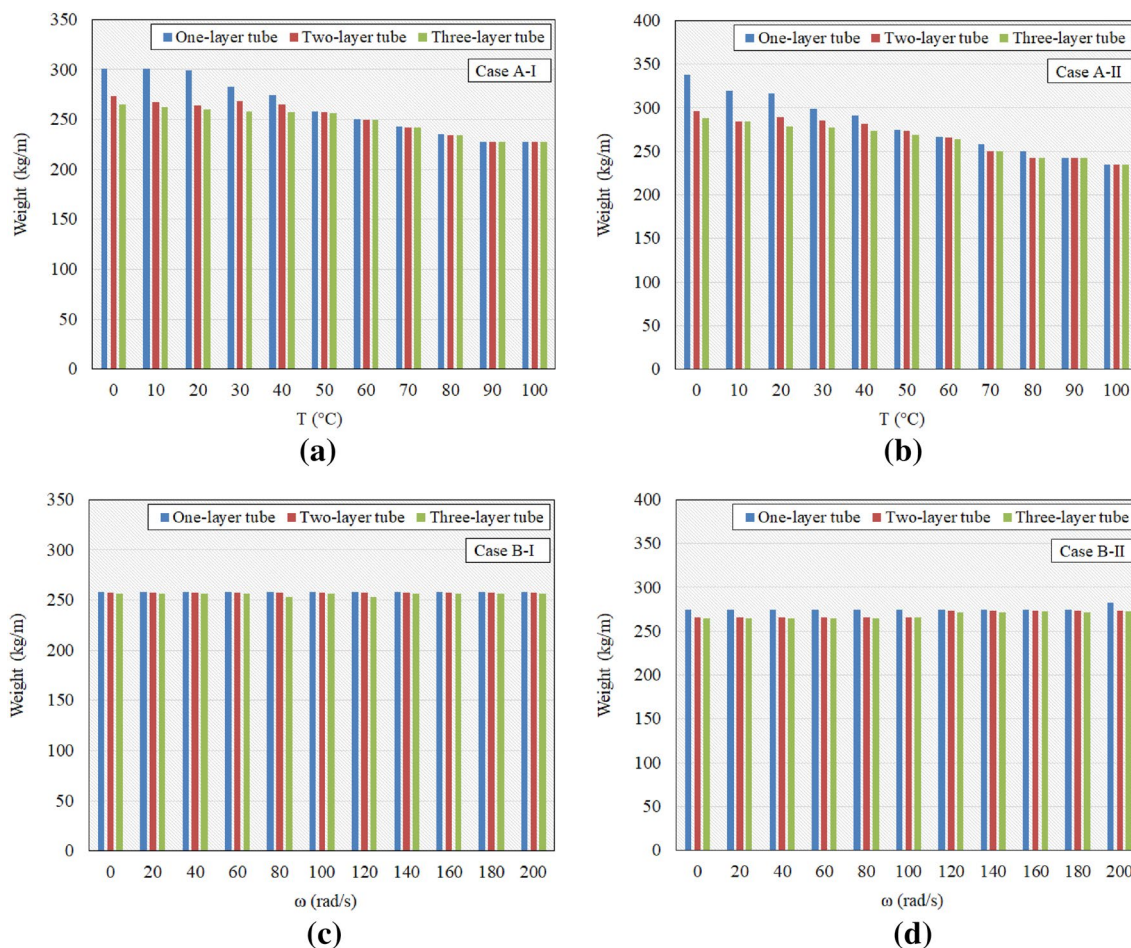 350
One-layer tube Two-layer tube Three-layer tube
300
Case A-I
250
200
150
100
50
0
Weight (kg/m)
0 10 20 30 40 50 60 70 80 90 100
T (°C)
(a)
400
One-layer tube Two-layer tube Three-layer tube
350
Case A-II
300
250
200
150
100
50
0
Weight (kg/m)
0 10 20 30 40 50 60 70 80 90 100
T (°C)
(b)
350
One-layer tube Two-layer tube Three-layer tube
300
Case B-I
250
200
150
100
50
0
Weight (kg/m)
0 20 40 60 80 100 120 140 160 180 200
ω (rad/s)
(c)
400
One-layer tube Two-layer tube Three-layer tube
350
Case B-II
300
250
200
150
100
50
0
Weight (kg/m)
0 20 40 60 80 100 120 140 160 180 200
ω (rad/s)
(d)